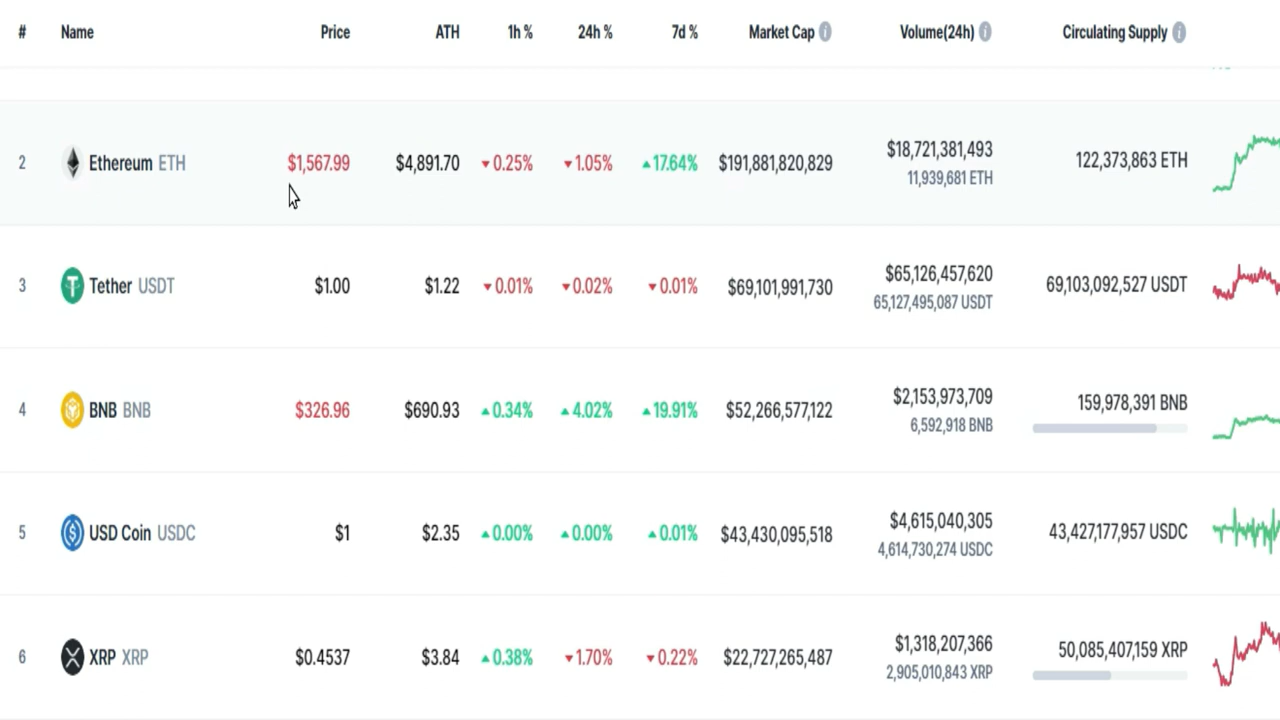 # Name Price ATH 1h % 24h % 7d % Market Cap Volume(24h) Circulating Supply
2 Ethereum ETH $1,567.99 $4,891.70 0.25% 1.05% 17.64% $191,881,820,829 $18,721,381,493 122,373,863 ETH
11,939,681 ETH
3 Tether USDT $1.00 $1.22 0.01% 0.02% 0.01% $69,101,991,730 $65,126,457,620 69,103,092,527 USDT
65,127,495,087 USDT
4 BNB BNB $326.96 $690.93 0.34% 4.02% 19.91% $52,266,577,122 $2,153,973,709 159,978,391 BNB
6,592,918 BNB
5 USD Coin USDC $1 $2.35 0.00% 0.00% 0.01% $43,430,095,518 $4,615,040,305 43,427,177,957 USDC
4,614,730,274 USDC
6 XRP XRP $0.4537 $3.84 0.38% 1.70% 0.22% $22,727,265,487 $1,318,207,366 50,085,407,159 XRP
2,905,010,843 XRP